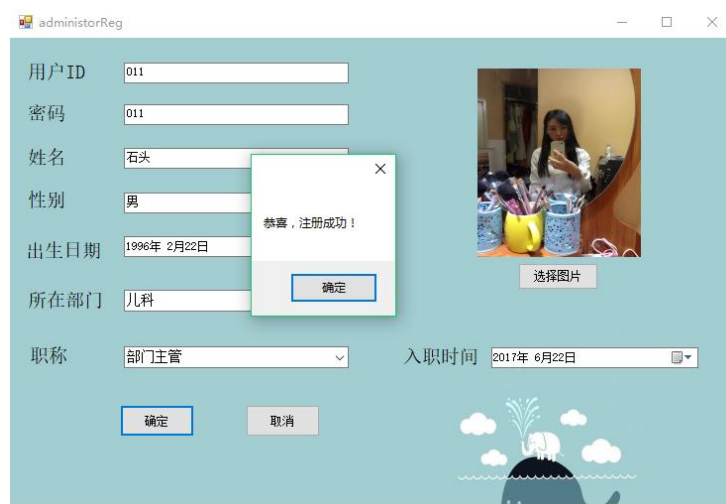 administorReg
用户ID 011
密码 011
姓名 石头
性别 男
恭喜，注册成功！
出生日期 1996年 2月22日
确定
选择图片
所在部门 儿科
职称 部门主管 入职时间 2017年 6月22日
确定 取消